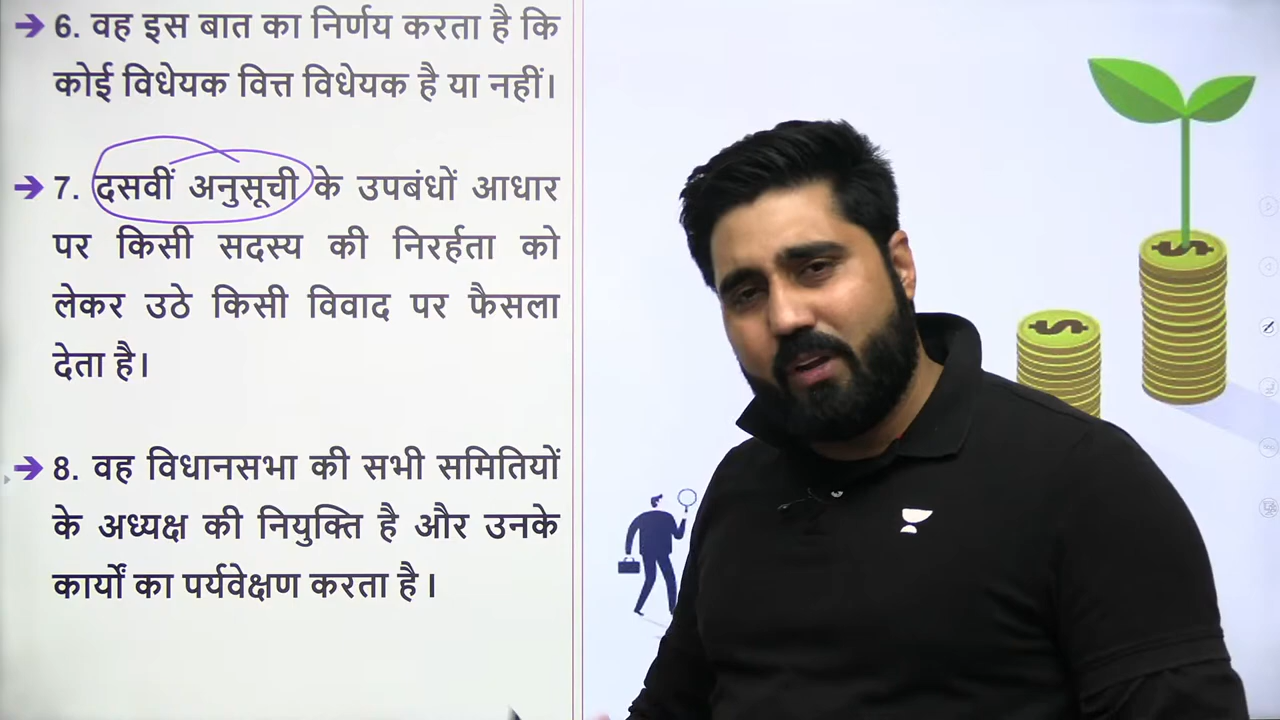 → 6. वह इस बात का निर्णय करता है कि
कोई विधेयक वित्त विधेयक है या नहीं।
→ 7. दसवीं अनुसूची के उपबंधों आधार
पर किसी सदस्य की निरर्हता को
लेकर उठे किसी विवाद पर फैसला
देता है।
→ 8. वह विधानसभा की सभी समितियों
के अध्यक्ष की नियुक्ति है और उनके
कार्यों का पर्यवेक्षण करता है।